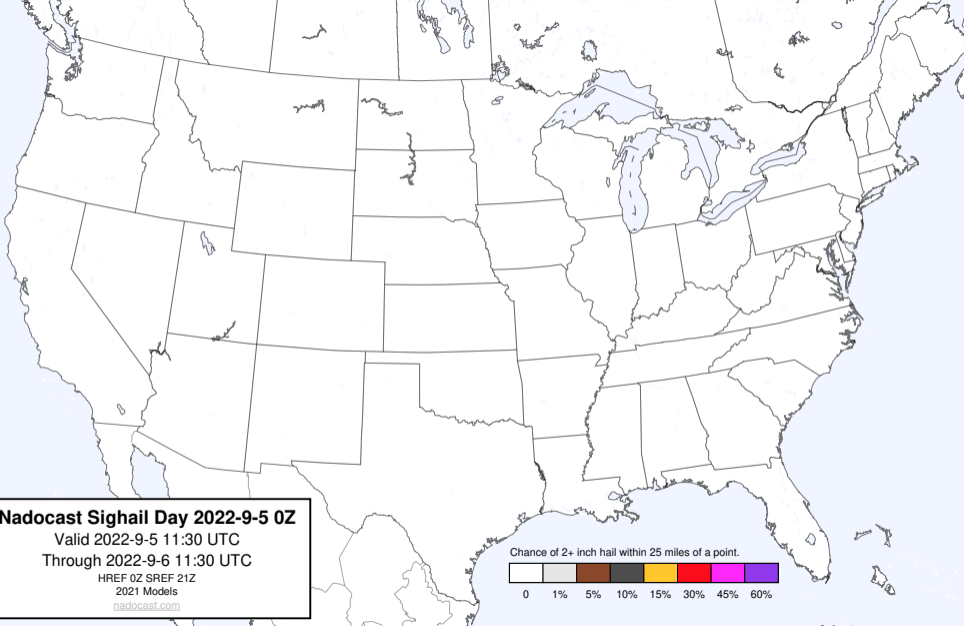 Nadocast Sighail Day 2022-9-5 0Z
Valid 2022-9-5 11:30 UTC
Through 2022-9-6 11:30 UTC
HREF 0Z SREF 21Z
2021 Models
nadocast.com
Chance of 2+ inch hail within 25 miles of a point.
0 1% 5% 10% 15% 30% 45% 60%